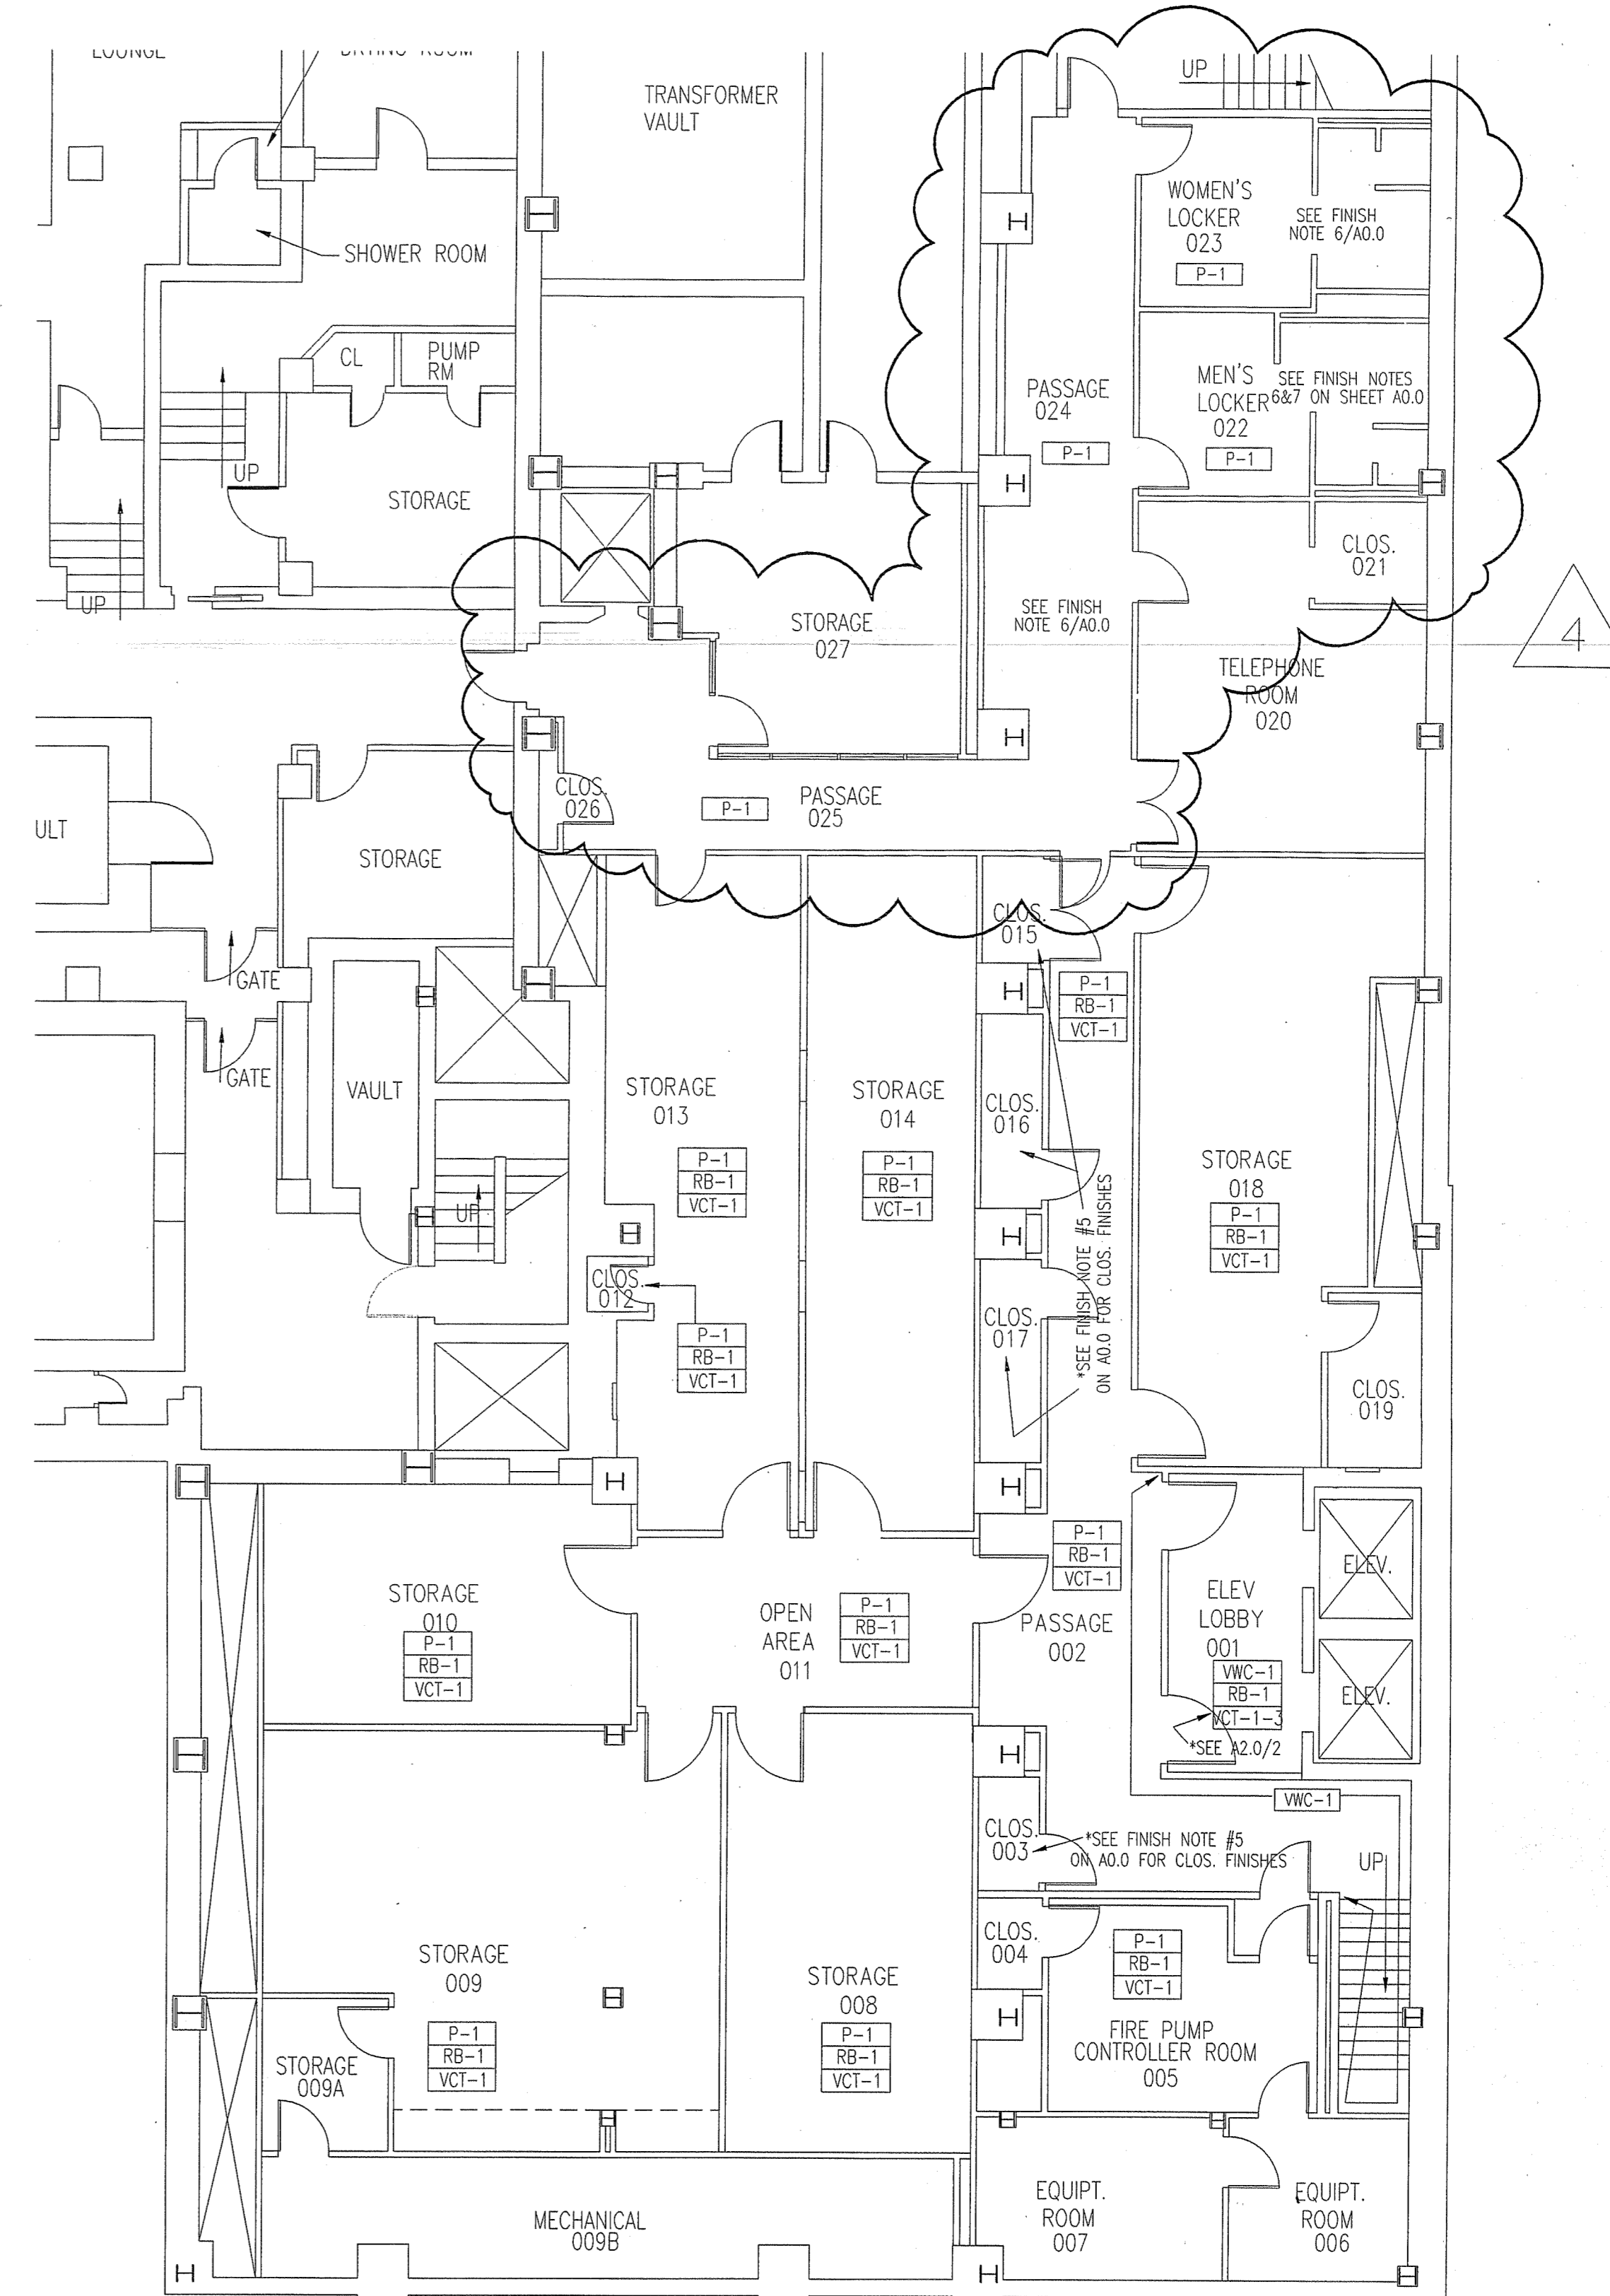 UP
TRANSFORMER
VAULT
WOMEN'S
LOCKER
023
P-1
SEE FINISH
NOTE 6/A0.0
SHOWER ROOM
CL
PUMP
RM
PASSAGE
024
P-1
MEN'S
LOCKER
022
P-1
SEE FINISH NOTES
6&7 ON SHEET A0.0
UP
STORAGE
CLOS.
021
UP
SEE FINISH
NOTE 6/A0.0
STORAGE
027
4
TELEPHONE
ROOM
020
CLOS.
026
P-1
PASSAGE
025
ULT
STORAGE
CLOS.
015
GATE
P-1
RB-1
VCT-1
GATE
VAULT
STORAGE
013
P-1
RB-1
VCT-1
STORAGE
014
P-1
RB-1
VCT-1
CLOS.
016
STORAGE
018
P-1
RB-1
VCT-1
UP
*SEE FINISH NOTE #5
ON A0.0 FOR CLOS. FINISHES
CLOS.
012
P-1
RB-1
VCT-1
CLOS.
017
CLOS.
019
P-1
RB-1
VCT-1
ELEV.
STORAGE
010
P-1
RB-1
VCT-1
OPEN
AREA
011
P-1
RB-1
VCT-1
PASSAGE
002
ELEV
LOBBY
001
VWC-1
RB-1
VCT-1-3
*SEE A2.0/2
ELEV.
VWC-1
CLOS.
003
*SEE FINISH NOTE #5
ON A0.0 FOR CLOS. FINISHES
UP
CLOS.
004
P-1
RB-1
VCT-1
STORAGE
009
P-1
RB-1
VCT-1
STORAGE
008
P-1
RB-1
VCT-1
FIRE PUMP
CONTROLLER ROOM
005
STORAGE
009A
MECHANICAL
009B
EQUIPT.
ROOM
007
EQUIPT.
ROOM
006